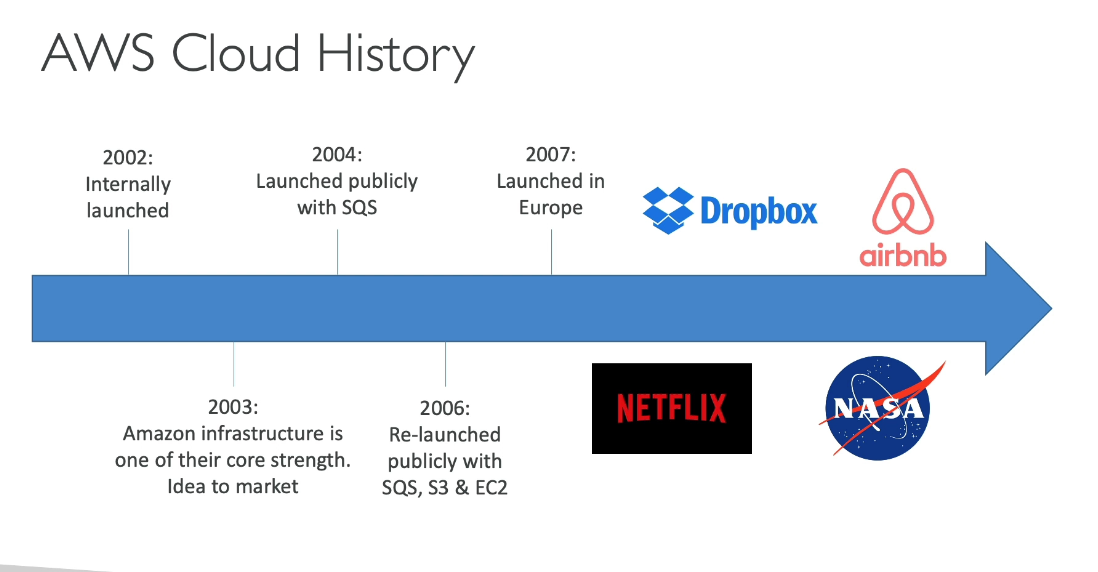 AWS Cloud History
2002:
Internally
launched
2004:
Launched publicly
with SQS
2007:
Launched in
Europe
Dropbox
airbnb
2003:
Amazon infrastructure is
one of their core strength.
Idea to market
2006:
Re-launched
publicly with
SQS, S3 & EC2
NETFLIX
NASA